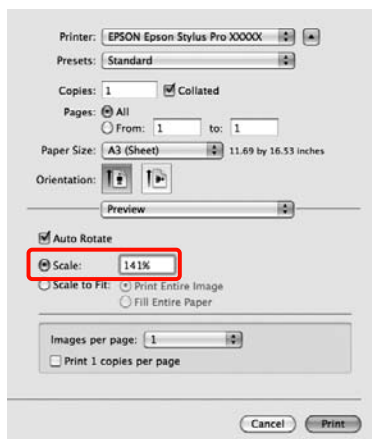 Printer: EPSON Epson Stylus Pro XXXXX
Presets: Standard
Copies: 1 Collated
Pages: All
From: 1 to: 1
Paper Size: A3 (Sheet) 11.69 by 16.53 inches
Orientation:
Preview
Auto Rotate
Scale: 141%
Scale to Fit: Print Entire Image
Fill Entire Paper
Images per page: 1
Print 1 copies per page
Cancel Print